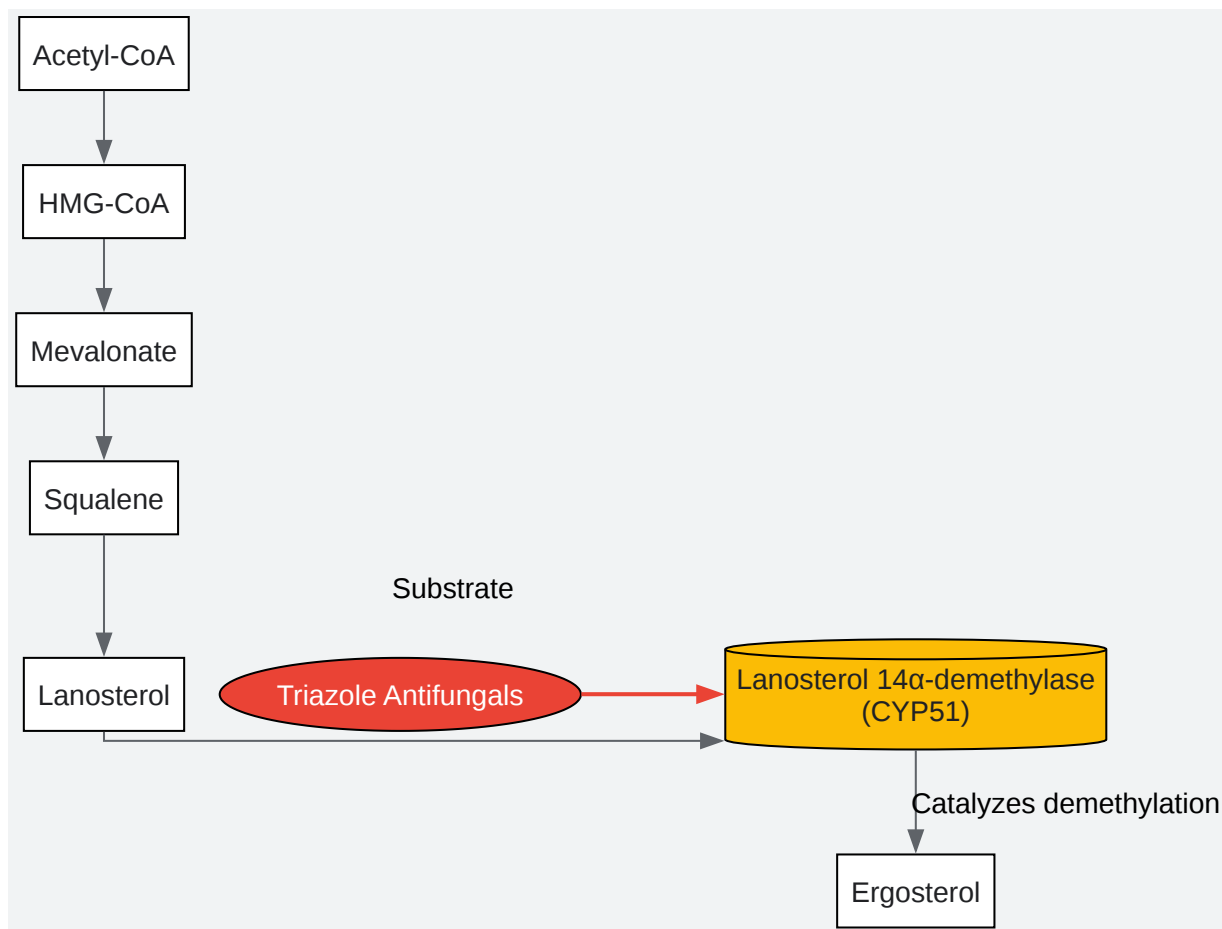 Acetyl-CoA
HMG-CoA
Mevalonate
Squalene
Substrate
Lanosterol
Triazole Antifungals
Lanosterol 14α-demethylase
(CYP51)
Catalyzes demethylation
Ergosterol